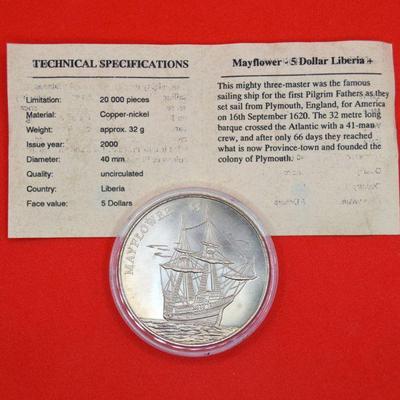 TECHNICAL SPECIFICATIONS
Limitation: 20 000 pieces
Material: Copper-nickel
Weight: approx. 32 g
Issue year: 2000
Diameter: 40 mm
Quality: uncirculated
Country: Liberia
Face value: 5 Dollars
Mayflower - 5 Dollar Liberia
This mighty three-master was the famous
sailing ship for the first Pilgrim Fathers as they
set sail from Plymouth, England, for America
on 16th September 1620. The 32 metre long
barque crossed the Atlantic with a 41-man
crew, and after only 66 days they reached
what is now Province-town and founded the
colony of Plymouth.
MAYFLOWER